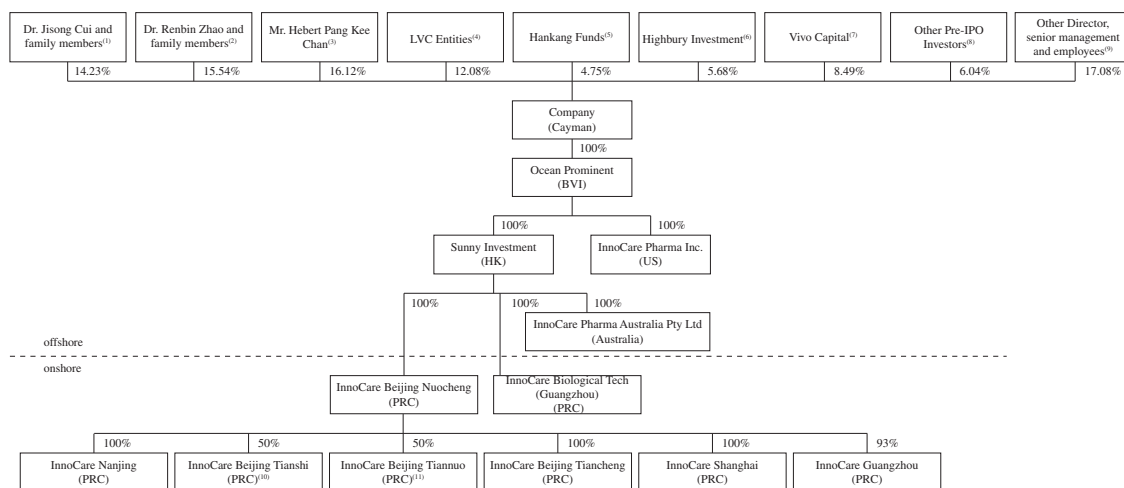 Dr. Jisong Cui and
family members(1)
Dr. Renbin Zhao and
family members(2)
Mr. Hebert Pang Kee
Chan(3)
LVC Entities(4)
Hankang Funds(5)
Highbury Investment(6)
Vivo Capital(7)
Other Pre-IPO
Investors(8)
Other Director,
senior management
and employees(9)
14.23%
15.54%
16.12%
12.08%
4.75%
5.68%
8.49%
6.04%
17.08%
Company
(Cayman)
100%
Ocean Prominent
(BVI)
100%
100%
Sunny Investment
(HK)
InnoCare Pharma Inc.
(US)
100%
100%
100%
InnoCare Pharma Australia Pty Ltd
(Australia)
offshore
onshore
InnoCare Beijing Nuocheng
(PRC)
InnoCare Biological Tech
(Guangzhou)
(PRC)
100%
50%
50%
100%
100%
93%
InnoCare Nanjing
(PRC)
InnoCare Beijing Tianshi
(PRC)(10)
InnoCare Beijing Tiannuo
(PRC)(11)
InnoCare Beijing Tiancheng
(PRC)
InnoCare Shanghai
(PRC)
InnoCare Guangzhou
(PRC)